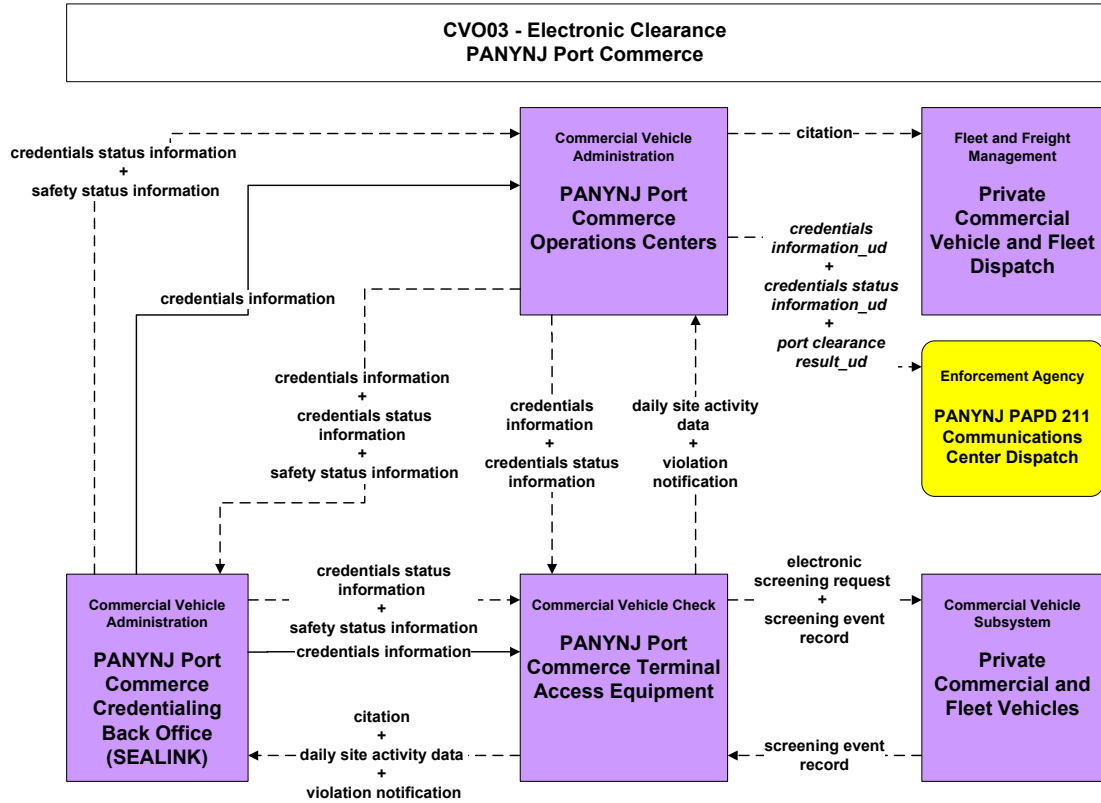 CVO03 - Electronic Clearance
PANYNJ Port Commerce
credentials status information
+
safety status information
Commercial Vehicle
Administration
PANYNJ Port
Commerce
Operations Centers
citation
Fleet and Freight
Management
Private
Commercial
Vehicle and Fleet
Dispatch
credentials
information_ud
+
credentials status
information_ud
+
port clearance
result_ud
credentials information
Enforcement Agency
PANYNJ PAPD 211
Communications
Center Dispatch
credentials information
+
credentials status
information
+
safety status information
credentials
information
+
credentials status
information
daily site activity
data
+
violation
notification
Commercial Vehicle
Administration
PANYNJ Port
Commerce
Credentialing
Back Office
(SEALINK)
credentials status
information
+
safety status information
credentials information
citation
+
daily site activity data
+
violation notification
Commercial Vehicle Check
PANYNJ Port
Commerce Terminal
Access Equipment
electronic
screening request
+
screening event
record
screening event
record
Commercial Vehicle
Subsystem
Private
Commercial and
Fleet Vehicles